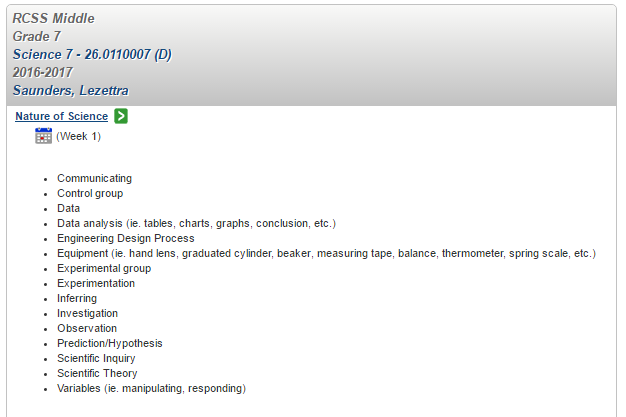 RCSS Middle
Grade 7
Science 7 - 26.0110007 (D)
2016-2017
Saunders, Lezettra
Nature of Science
(Week 1)
• Communicating
• Control group
• Data
• Data analysis (ie. tables, charts, graphs, conclusion, etc.)
• Engineering Design Process
• Equipment (ie. hand lens, graduated cylinder, beaker, measuring tape, balance, thermometer, spring scale, etc.)
• Experimental group
• Experimentation
• Inferring
• Investigation
• Observation
• Prediction/Hypothesis
• Scientific Inquiry
• Scientific Theory
• Variables (ie. manipulating, responding)